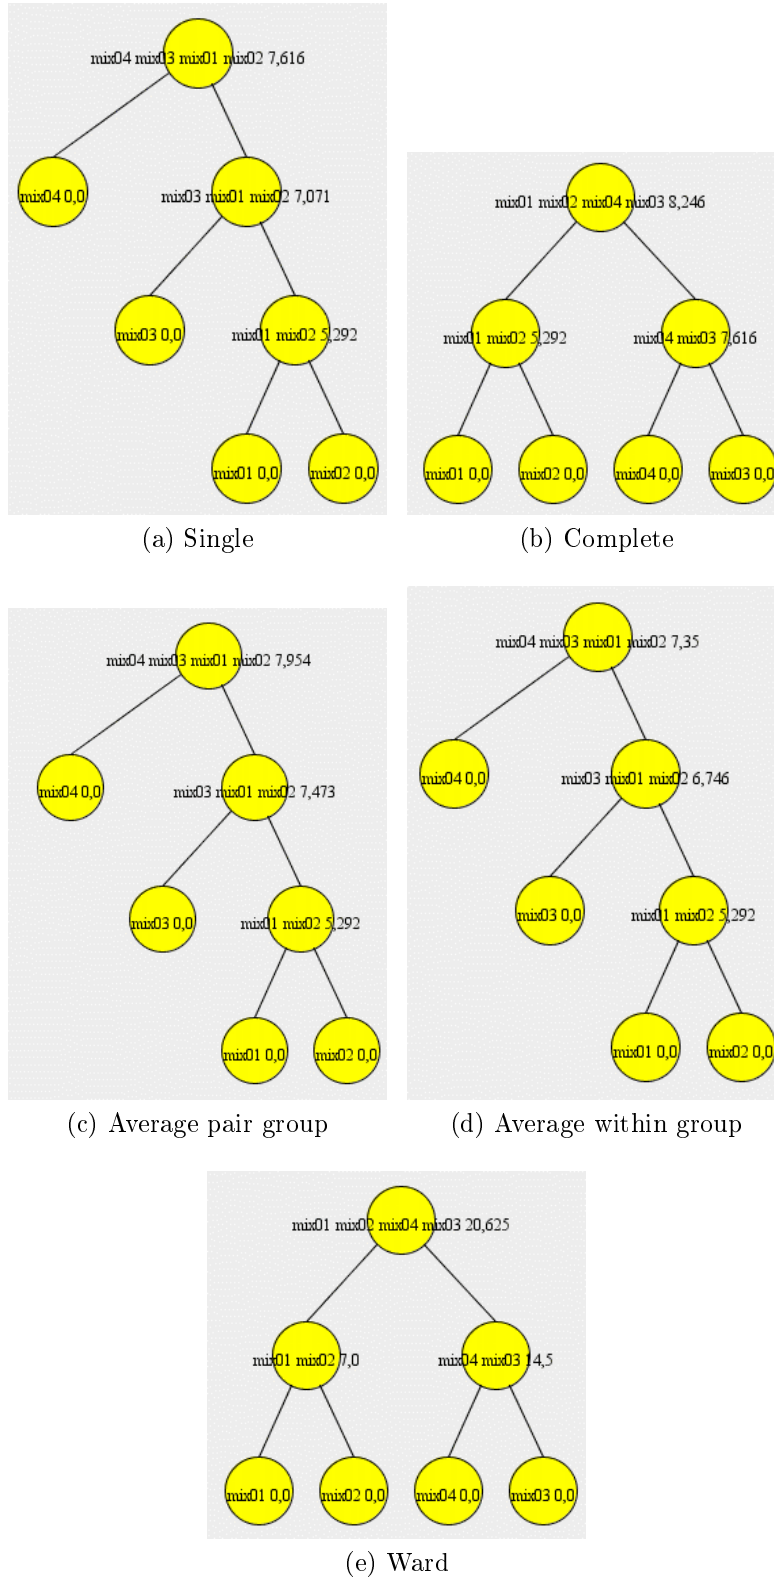 mix04 mix03 mix01 mix02 7,616
mix04 0,0
mix03 mix01 mix02 7,071
mix03 0,0
mix01 mix02 5,292
mix01 0,0
mix02 0,0
(a) Single
mix01 mix02 mix04 mix03 8,246
mix01 mix02 5,292
mix04 mix03 7,616
mix01 0,0
mix02 0,0
mix04 0,0
mix03 0,0
(b) Complete
mix04 mix03 mix01 mix02 7,954
mix04 0,0
mix03 mix01 mix02 7,473
mix03 0,0
mix01 mix02 5,292
mix01 0,0
mix02 0,0
(c) Average pair group
mix04 mix03 mix01 mix02 7,35
mix04 0,0
mix03 mix01 mix02 6,746
mix03 0,0
mix01 mix02 5,292
mix01 0,0
mix02 0,0
(d) Average within group
mix01 mix02 mix04 mix03 20,625
mix01 mix02 7,0
mix04 mix03 14,5
mix01 0,0
mix02 0,0
mix04 0,0
mix03 0,0
(e) Ward